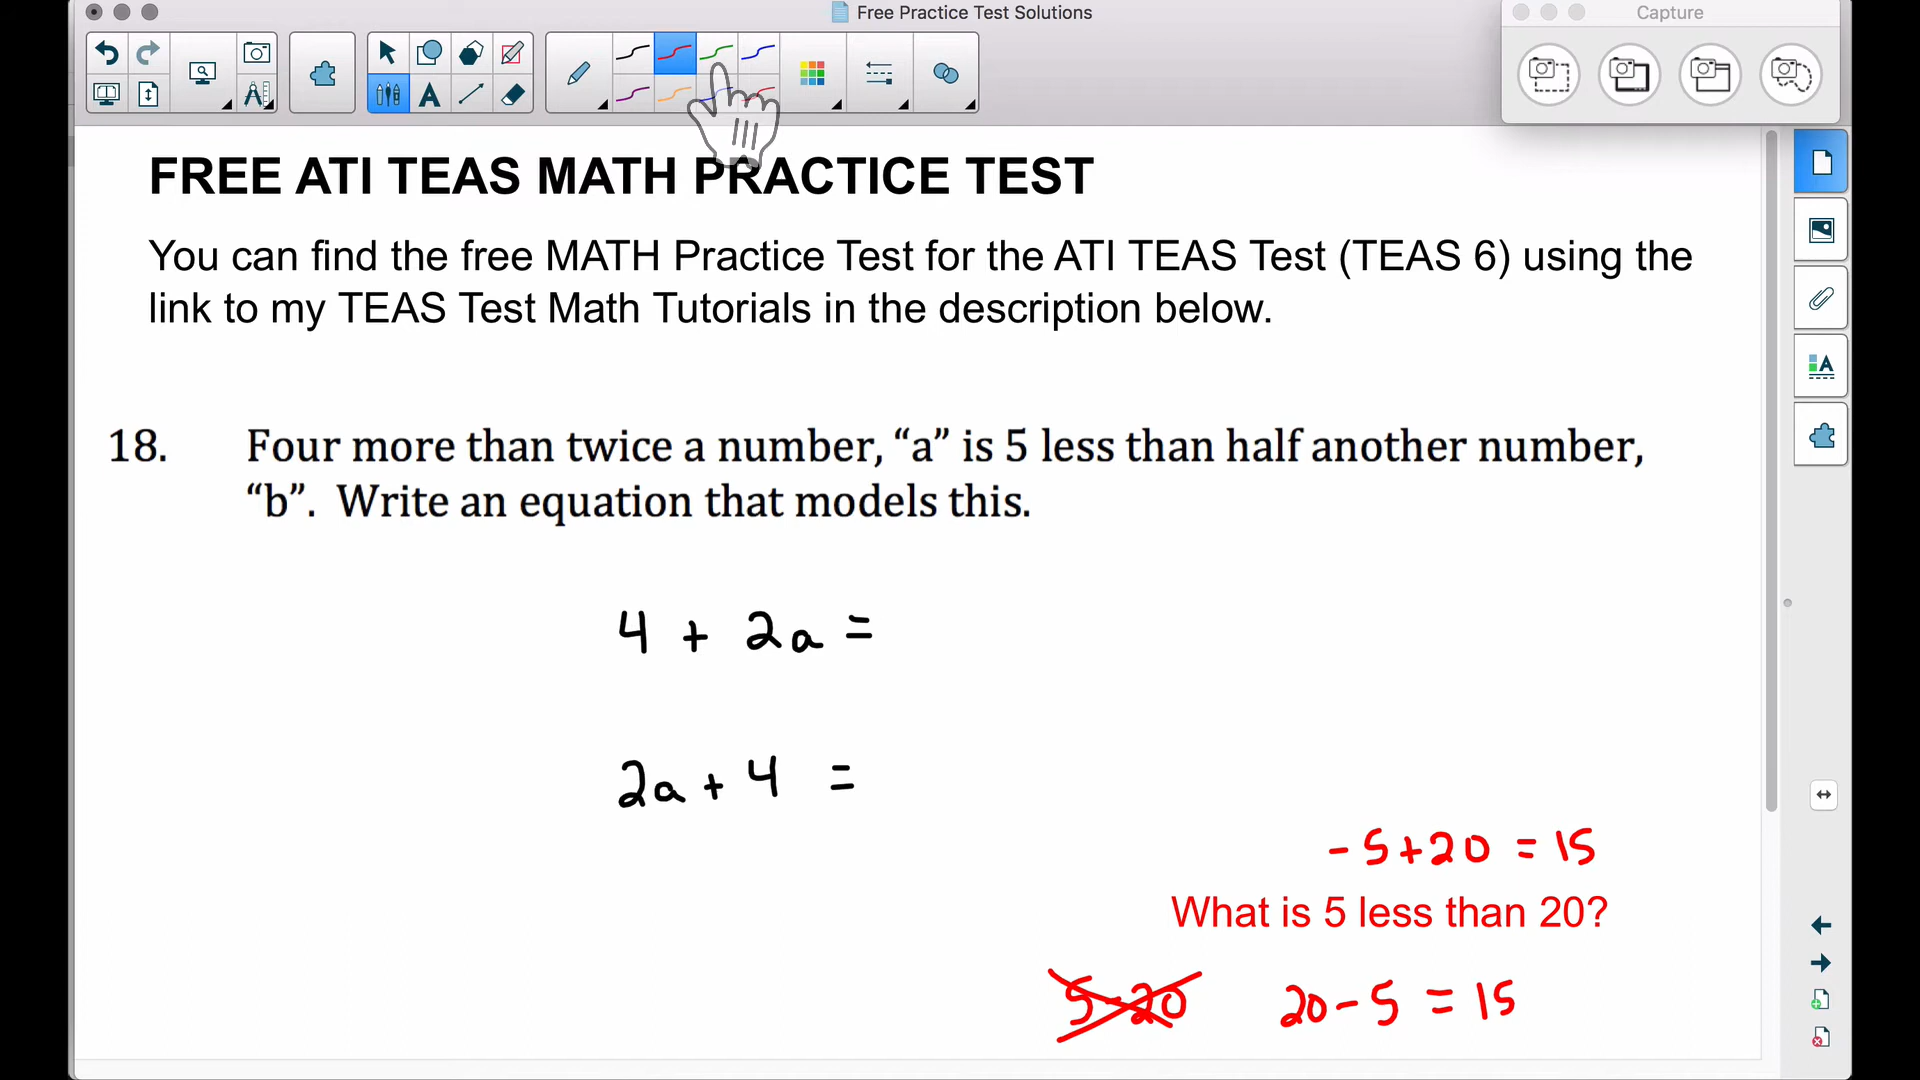 Free Practice Test Solutions
Capture
FREE ATI TEAS MATH PRACTICE TEST
You can find the free MATH Practice Test for the ATI TEAS Test (TEAS 6) using the
link to my TEAS Test Math Tutorials in the description below.
18. Four more than twice a number, “a” is 5 less than half another number,
“b”. Write an equation that models this.
4 + 2a =
2a + 4 =
-5+20 = 15
What is 5 less than 20?
5-20 20-5 = 15